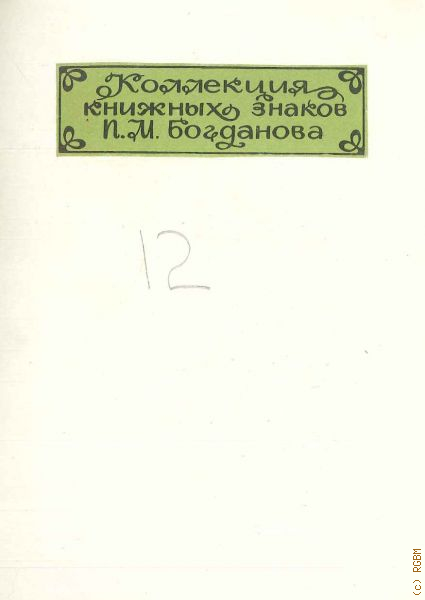 Коллекция
книжных знаков
П.М. Богданова
12
(c) RGBM